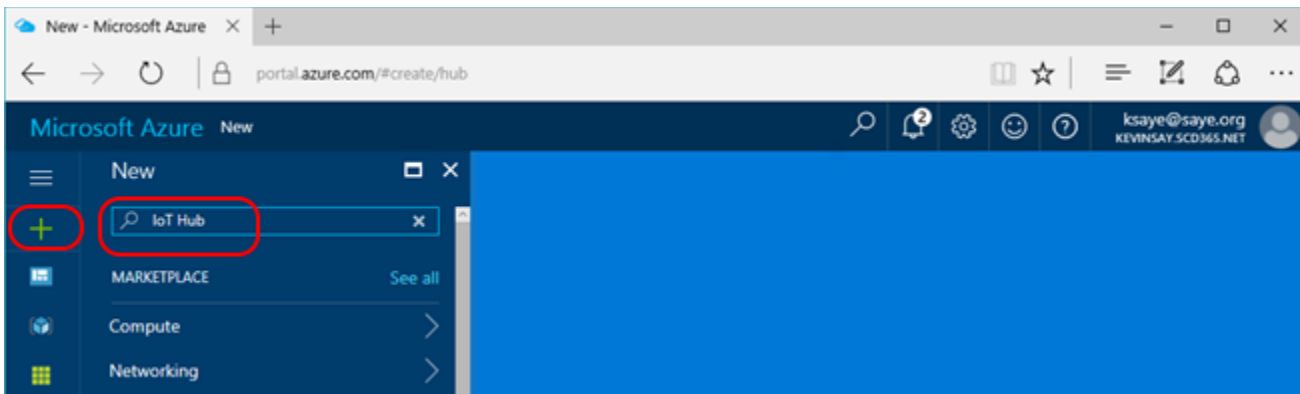 New - Microsoft Azure
portal.azure.com/#create/hub
Microsoft Azure New
2
ksaye@saye.org
KEVINSAY.SCD365.NET
New
IoT Hub
MARKETPLACE See all
Compute
Networking